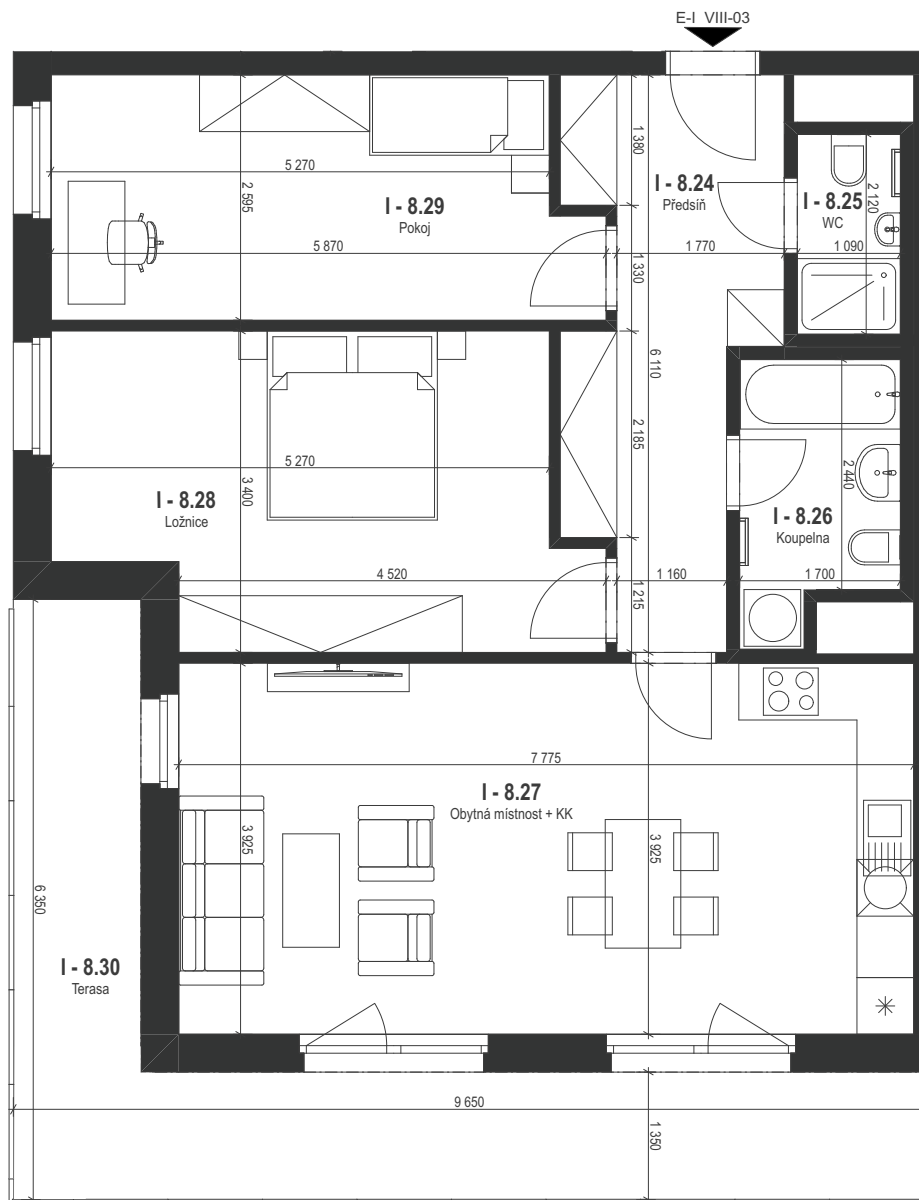 E-I VIII-03
1 380
5 270
2 595
I - 8.24
Předsíň
I - 8.25
WC
2 120
I - 8.29
Pokoj
5 870
1 330
1 770
1 090
6 110
2 185
5 270
3 400
I - 8.28
Ložnice
2 440
I - 8.26
Koupelna
4 520
1 160
1 215
1 700
7 775
I - 8.27
Obytná místnost + KK
3 925
3 925
6 350
I - 8.30
Terasa
9 650
1 350